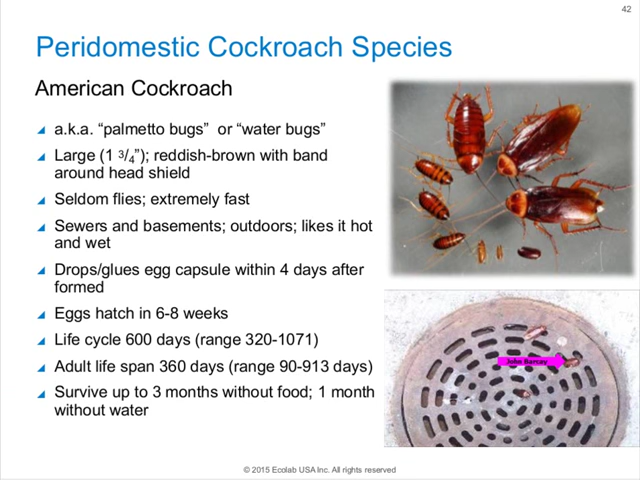 42
Peridomestic Cockroach Species
American Cockroach
a.k.a. “palmetto bugs” or “water bugs”
Large (1 3/4”); reddish-brown with band
around head shield
Seldom flies; extremely fast
Sewers and basements; outdoors; likes it hot
and wet
Drops/glues egg capsule within 4 days after
formed
Eggs hatch in 6-8 weeks
Life cycle 600 days (range 320-1071)
Adult life span 360 days (range 90-913 days)
Survive up to 3 months without food; 1 month
without water
John Barcay
© 2015 Ecolab USA Inc. All rights reserved